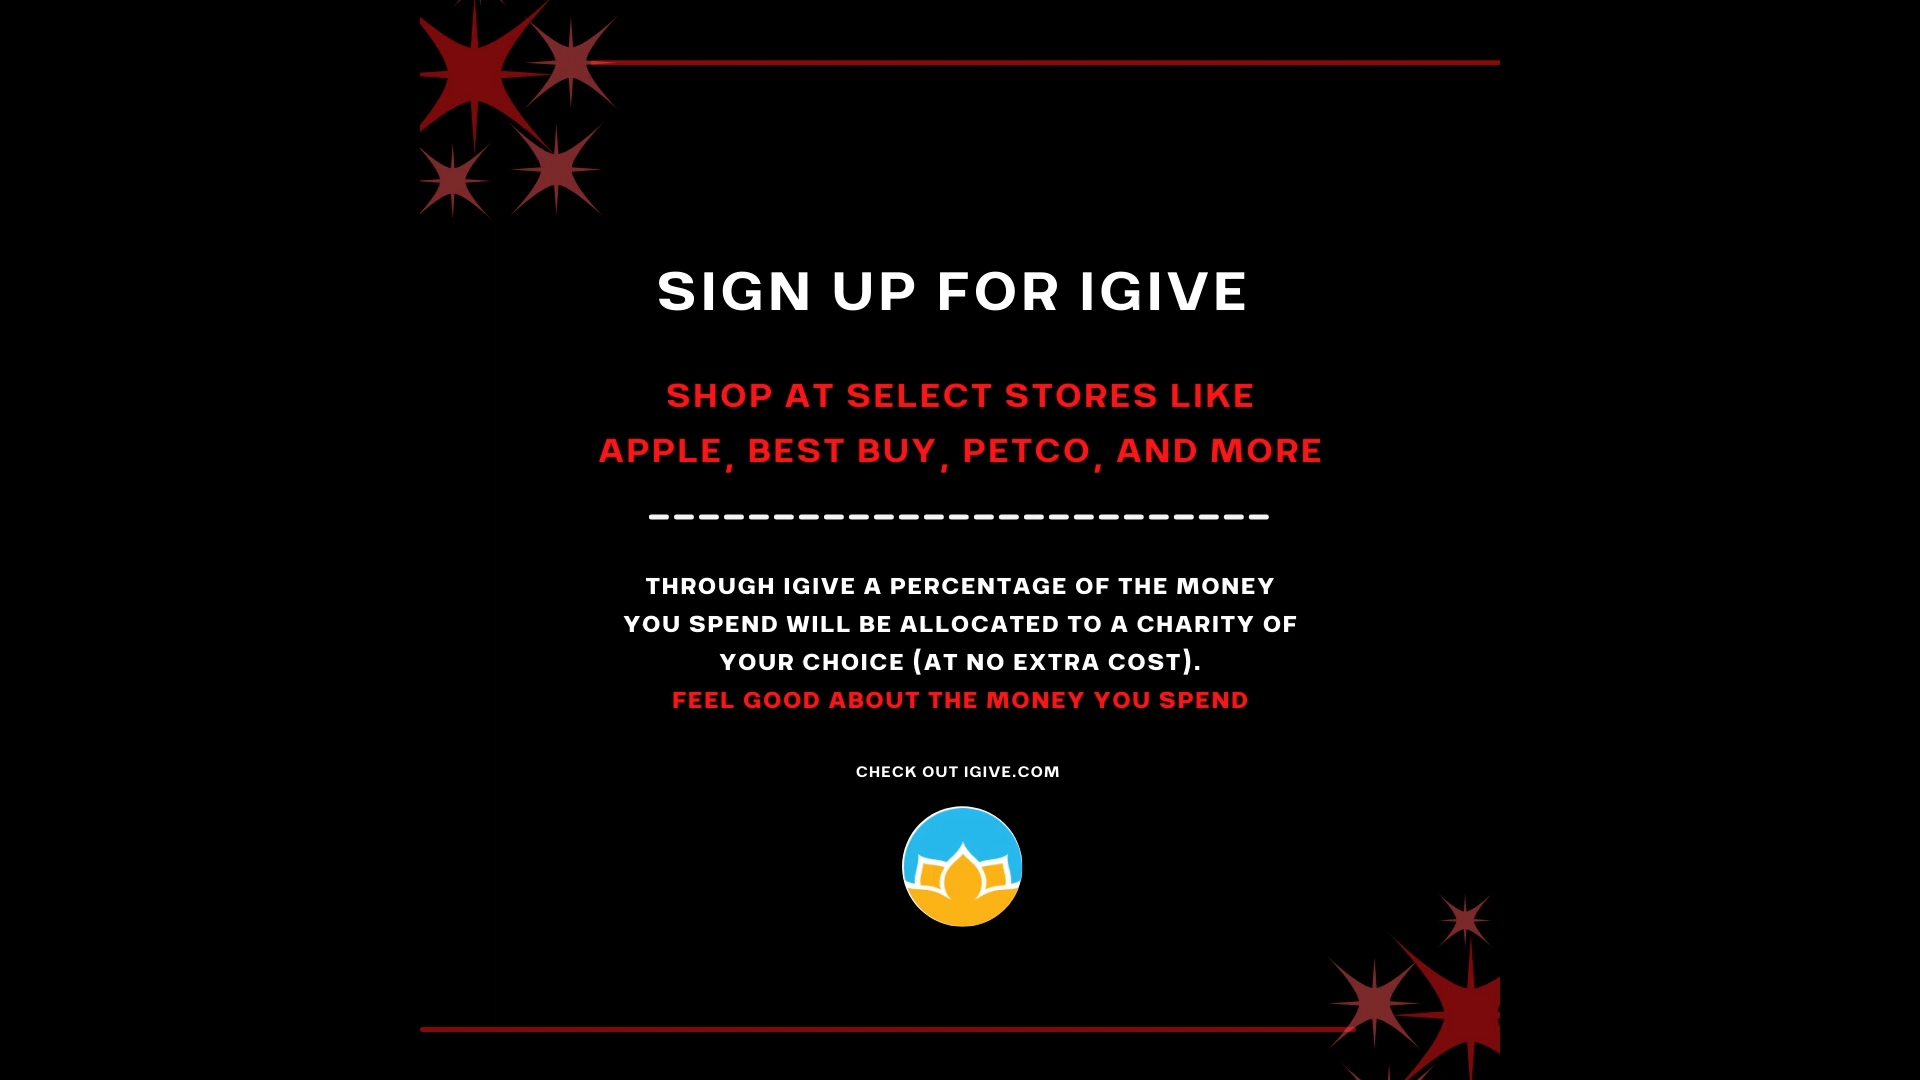 SIGN UP FOR IGIVE
SHOP AT SELECT STORES LIKE
APPLE, BEST BUY, PETCO, AND MORE
THROUGH IGIVE A PERCENTAGE OF THE MONEY
YOU SPEND WILL BE ALLOCATED TO A CHARITY OF
YOUR CHOICE (AT NO EXTRA COST).
FEEL GOOD ABOUT THE MONEY YOU SPEND
CHECK OUT IGIVE.COM